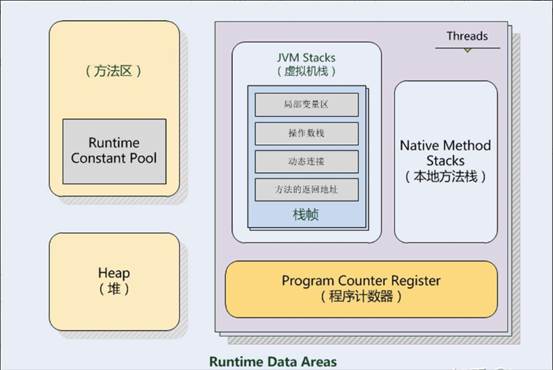 （方法区）
Runtime
Constant Pool
Heap
（堆）
Threads
JVM Stacks
（虚拟机栈）
局部变量区
操作数栈
动态连接
方法的返回地址
栈帧
Native Method
Stacks
（本地方法栈）
Program Counter Register
（程序计数器）
Runtime Data Areas